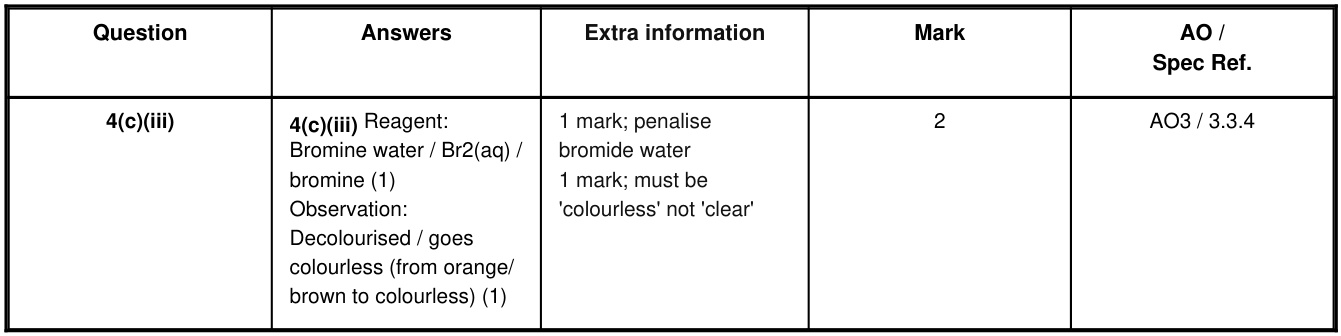 Question
Answers
Extra information
Mark
AO /
Spec Ref.
4(c)(iii)
4(c)(iii) Reagent:
Bromine water / Br2(aq) /
bromine (1)
Observation:
Decolourised / goes
colourless (from orange/
brown to colourless) (1)
1 mark; penalise
bromide water
1 mark; must be
'colourless' not 'clear'
2
AO3 / 3.3.4